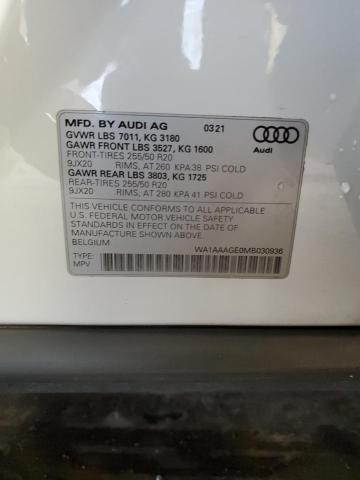 MFD. BY AUDI AG 03:21
GVWR LBS 7011, KG 3180
GAWR FRONT LBS 3527, KG 1600
FRONT-TIRES 255/50 R20
9JX20 RIMS, AT 260 KPA 38 PSI COLD
GAWR REAR LBS 3803, KG 1725
REAR-TIRES 255/50 R20
9JX20 RIMS, AT 280 KPA 41 PSI COLD
Audi
THIS VEHICLE CONFORMS TO ALL APPLICABLE
U.S. FEDERAL MOTOR VEHICLE SAFETY
STANDARDS IN EFFECT ON THE DATE OF
MANUFACTURE SHOWN ABOVE.
BELGIUM
WA1AAAGE0MB030936
TYPE:
MPV